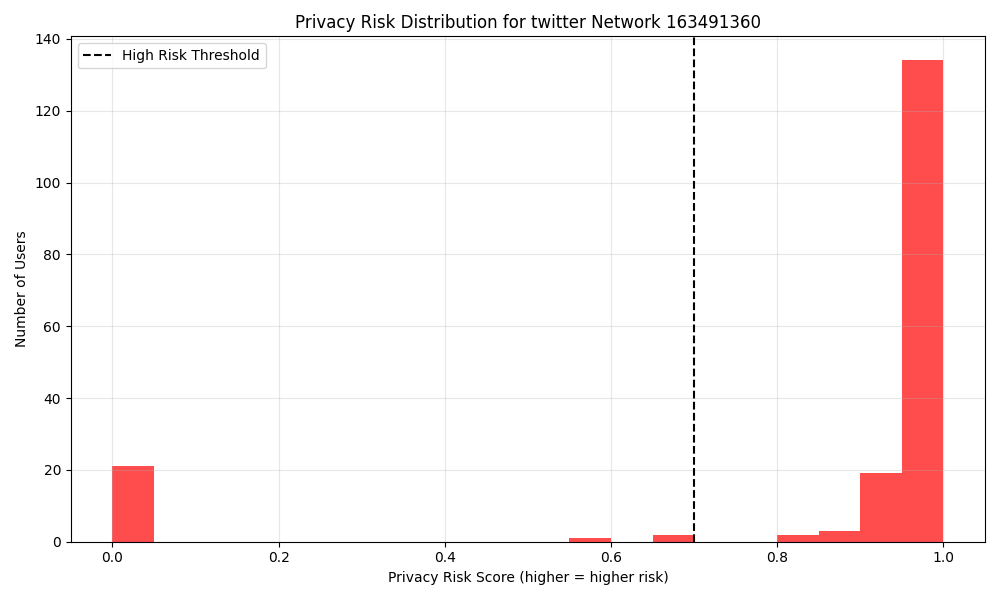 Privacy Risk Distribution for twitter Network 163491360
High Risk Threshold
Number of Users
140
120
100
80
60
40
20
0
0.0 0.2 0.4 0.6 0.8 1.0
Privacy Risk Score (higher = higher risk)